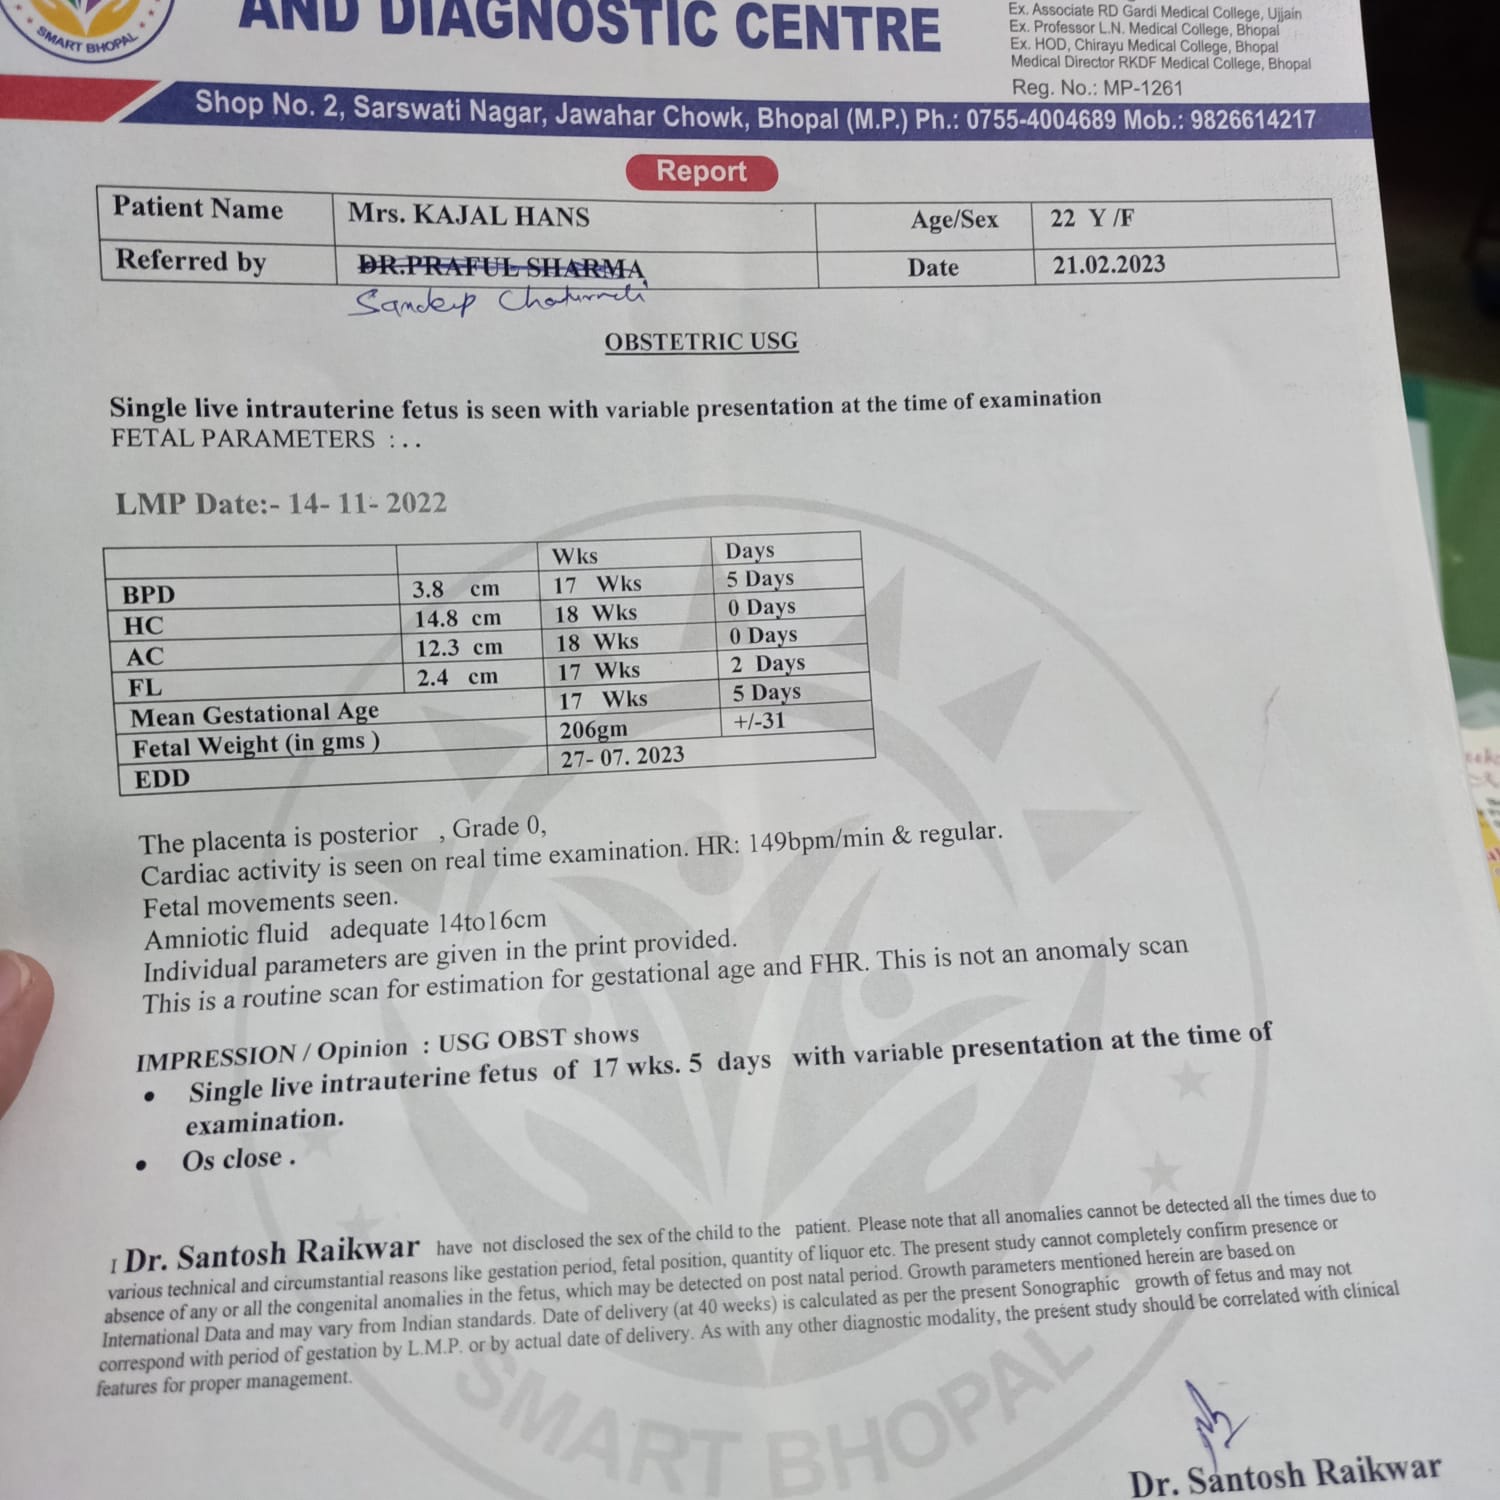 SMART BHOPAL
AND DIAGNOSTIC CENTRE
Ex. Associate RD Gardi Medical College, Ujjain
Ex. Professor L.N. Medical College, Bhopal
Ex. HOD, Chirayu Medical College, Bhopal
Medical Director RKDF Medical College, Bhopal
Reg. No.: MP-1261
Shop No. 2, Sarswati Nagar, Jawahar Chowk, Bhopal (M.P.) Ph.: 0755-4004689 Mob.: 9826614217
Report
Patient Name Mrs. KAJAL HANS Age/Sex 22 Y /F
Referred by DR.PRAFUL SHARMA Date 21.02.2023
Sandeep
OBSTETRIC USG
Single live intrauterine fetus is seen with variable presentation at the time of examination
FETAL PARAMETERS : . .
LMP Date:- 14- 11- 2022
Wks Days
BPD 3.8 cm 17 Wks 5 Days
HC 14.8 cm 18 Wks 0 Days
AC 12.3 cm 18 Wks 0 Days
FL 2.4 cm 17 Wks 2 Days
Mean Gestational Age 17 Wks 5 Days
Fetal Weight (in gms ) 206gm +/-31
EDD 27- 07. 2023
The placenta is posterior , Grade 0,
Cardiac activity is seen on real time examination. HR: 149bpm/min & regular.
Fetal movements seen.
Amniotic fluid adequate 14to16cm
Individual parameters are given in the print provided.
This is a routine scan for estimation for gestational age and FHR. This is not an anomaly scan
IMPRESSION / Opinion : USG OBST shows
• Single live intrauterine fetus of 17 wks. 5 days with variable presentation at the time of
examination.
• Os close .
I Dr. Santosh Raikwar have not disclosed the sex of the child to the patient. Please note that all anomalies cannot be detected all the times due to
various technical and circumstantial reasons like gestation period, fetal position, quantity of liquor etc. The present study cannot completely confirm presence or
absence of any or all the congenital anomalies in the fetus, which may be detected on post natal period. Growth parameters mentioned herein are based on
International Data and may vary from Indian standards. Date of delivery (at 40 weeks) is calculated as per the present Sonographic growth of fetus and may not
correspond with period of gestation by L.M.P. or by actual date of delivery. As with any other diagnostic modality, the present study should be correlated with clinical
features for proper management.
SMART BHOPAL
Dr. Santosh Raikwar